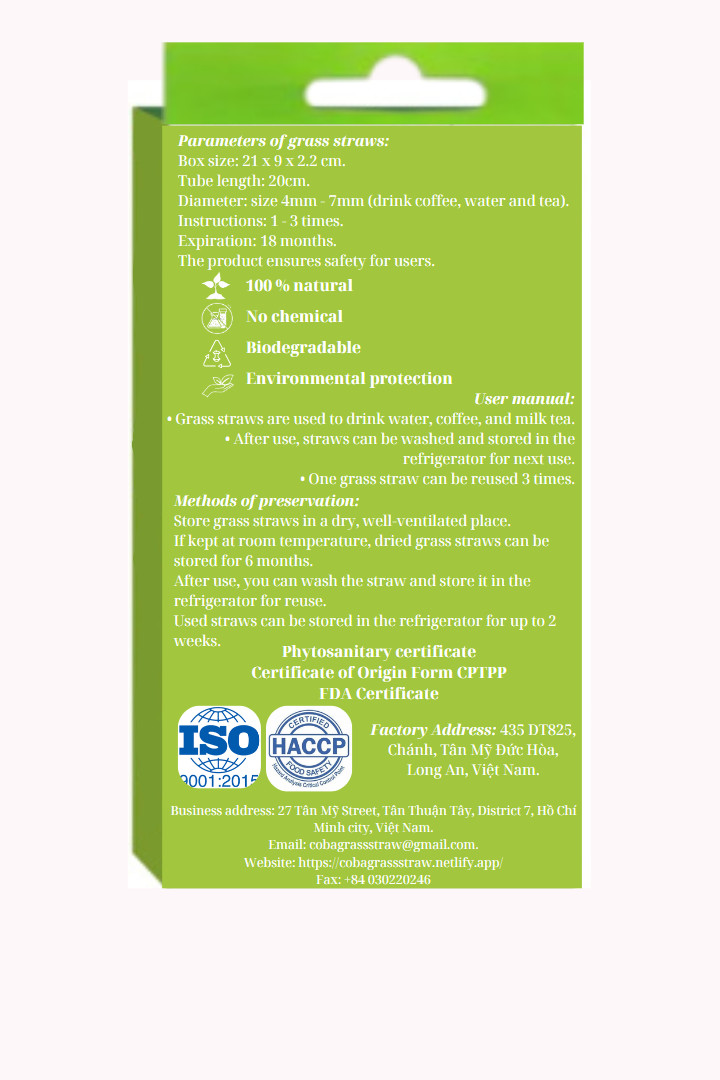 Parameters of grass straws:
Box size: 21 x 9 x 2.2 cm.
Tube length: 20cm.
Diameter: size 4mm - 7mm (drink coffee, water and tea).
Instructions: 1 - 3 times.
Expiration: 18 months.
The product ensures safety for users.
100 % natural
No chemical
Biodegradable
Environmental protection
User manual:
• Grass straws are used to drink water, coffee, and milk tea.
• After use, straws can be washed and stored in the
refrigerator for next use.
• One grass straw can be reused 3 times.
Methods of preservation:
Store grass straws in a dry, well-ventilated place.
If kept at room temperature, dried grass straws can be
stored for 6 months.
After use, you can wash the straw and store it in the
refrigerator for reuse.
Used straws can be stored in the refrigerator for up to 2
weeks.
Phytosanitary certificate
Certificate of Origin Form CPTPP
FDA Certificate
ISO
9001:2015
CERTIFIED
HACCP
FOOD SAFETY
Hazard Analysis Critical Control Point
Factory Address: 435 DT825,
Chánh, Tân Mỹ Đức Hòa,
Long An, Việt Nam.
Business address: 27 Tân Mỹ Street, Tân Thuận Tây, District 7, Hồ Chí
Minh city, Việt Nam.
Email: cobagrassstraw@gmail.com.
Website: https://cobagrassstraw.netlify.app/
Fax: +84 030220246